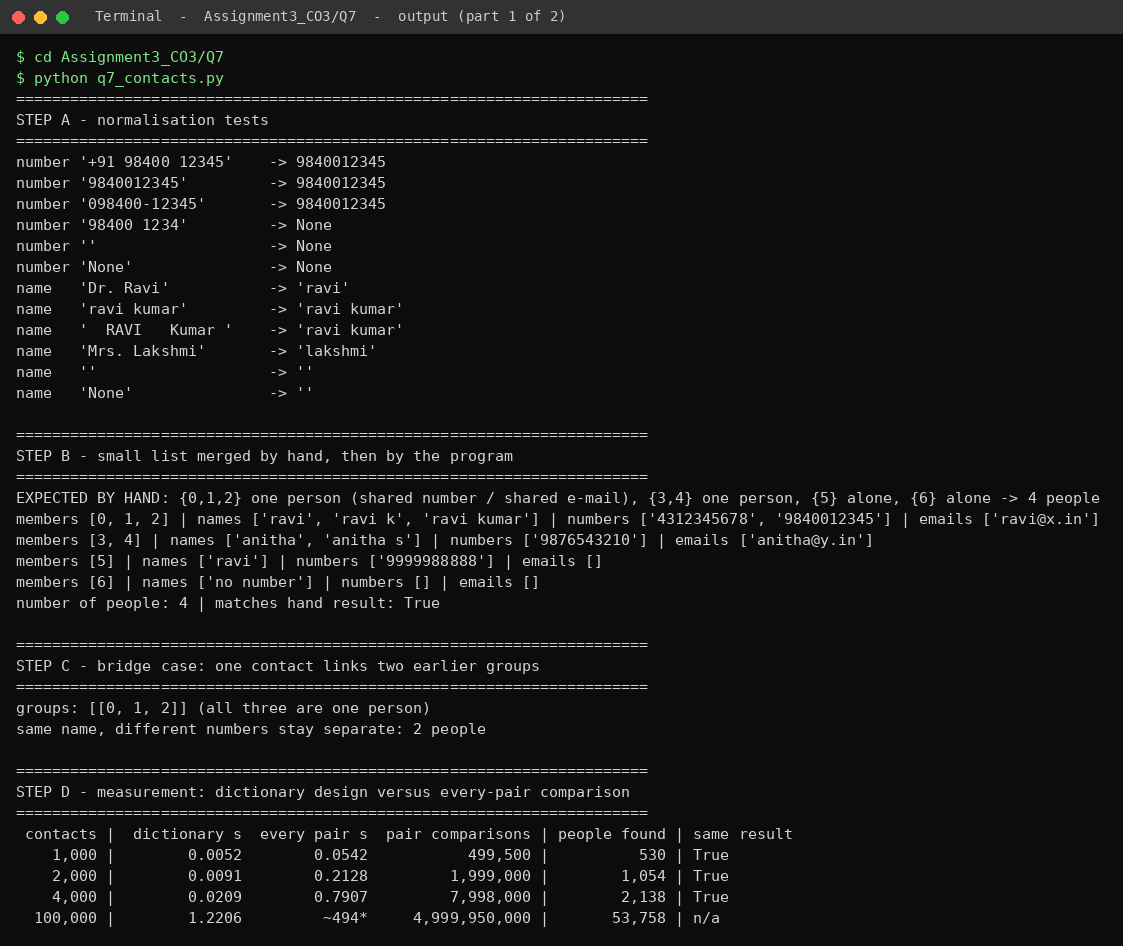 Terminal  -  Assignment3_CO3/Q7  -  output (part 1 of 2)
$ cd Assignment3_CO3/Q7
$ python q7_contacts.py
======================================================================
STEP A - normalisation tests
======================================================================
number '+91 98400 12345'    -> 9840012345
number '9840012345'         -> 9840012345
number '098400-12345'       -> 9840012345
number '98400 1234'         -> None
number ''                   -> None
number 'None'               -> None
name   'Dr. Ravi'           -> 'ravi'
name   'ravi kumar'         -> 'ravi kumar'
name   '  RAVI   Kumar '    -> 'ravi kumar'
name   'Mrs. Lakshmi'       -> 'lakshmi'
name   ''                   -> ''
name   'None'               -> ''
======================================================================
STEP B - small list merged by hand, then by the program
======================================================================
EXPECTED BY HAND: {0,1,2} one person (shared number / shared e-mail), {3,4} one person, {5} alone, {6} alone -> 4 people
members [0, 1, 2] | names ['ravi', 'ravi k', 'ravi kumar'] | numbers ['4312345678', '9840012345'] | emails ['ravi@x.in']
members [3, 4] | names ['anitha', 'anitha s'] | numbers ['9876543210'] | emails ['anitha@y.in']
members [5] | names ['ravi'] | numbers ['9999988888'] | emails []
members [6] | names ['no number'] | numbers [] | emails []
number of people: 4 | matches hand result: True
======================================================================
STEP C - bridge case: one contact links two earlier groups
======================================================================
groups: [[0, 1, 2]] (all three are one person)
same name, different numbers stay separate: 2 people
======================================================================
STEP D - measurement: dictionary design versus every-pair comparison
======================================================================
 contacts |  dictionary s  every pair s  pair comparisons | people found | same result
    1,000 |        0.0052        0.0542           499,500 |          530 | True
    2,000 |        0.0091        0.2128         1,999,000 |        1,054 | True
    4,000 |        0.0209        0.7907         7,998,000 |        2,138 | True
  100,000 |        1.2206         ~494*     4,999,950,000 |       53,758 | n/a